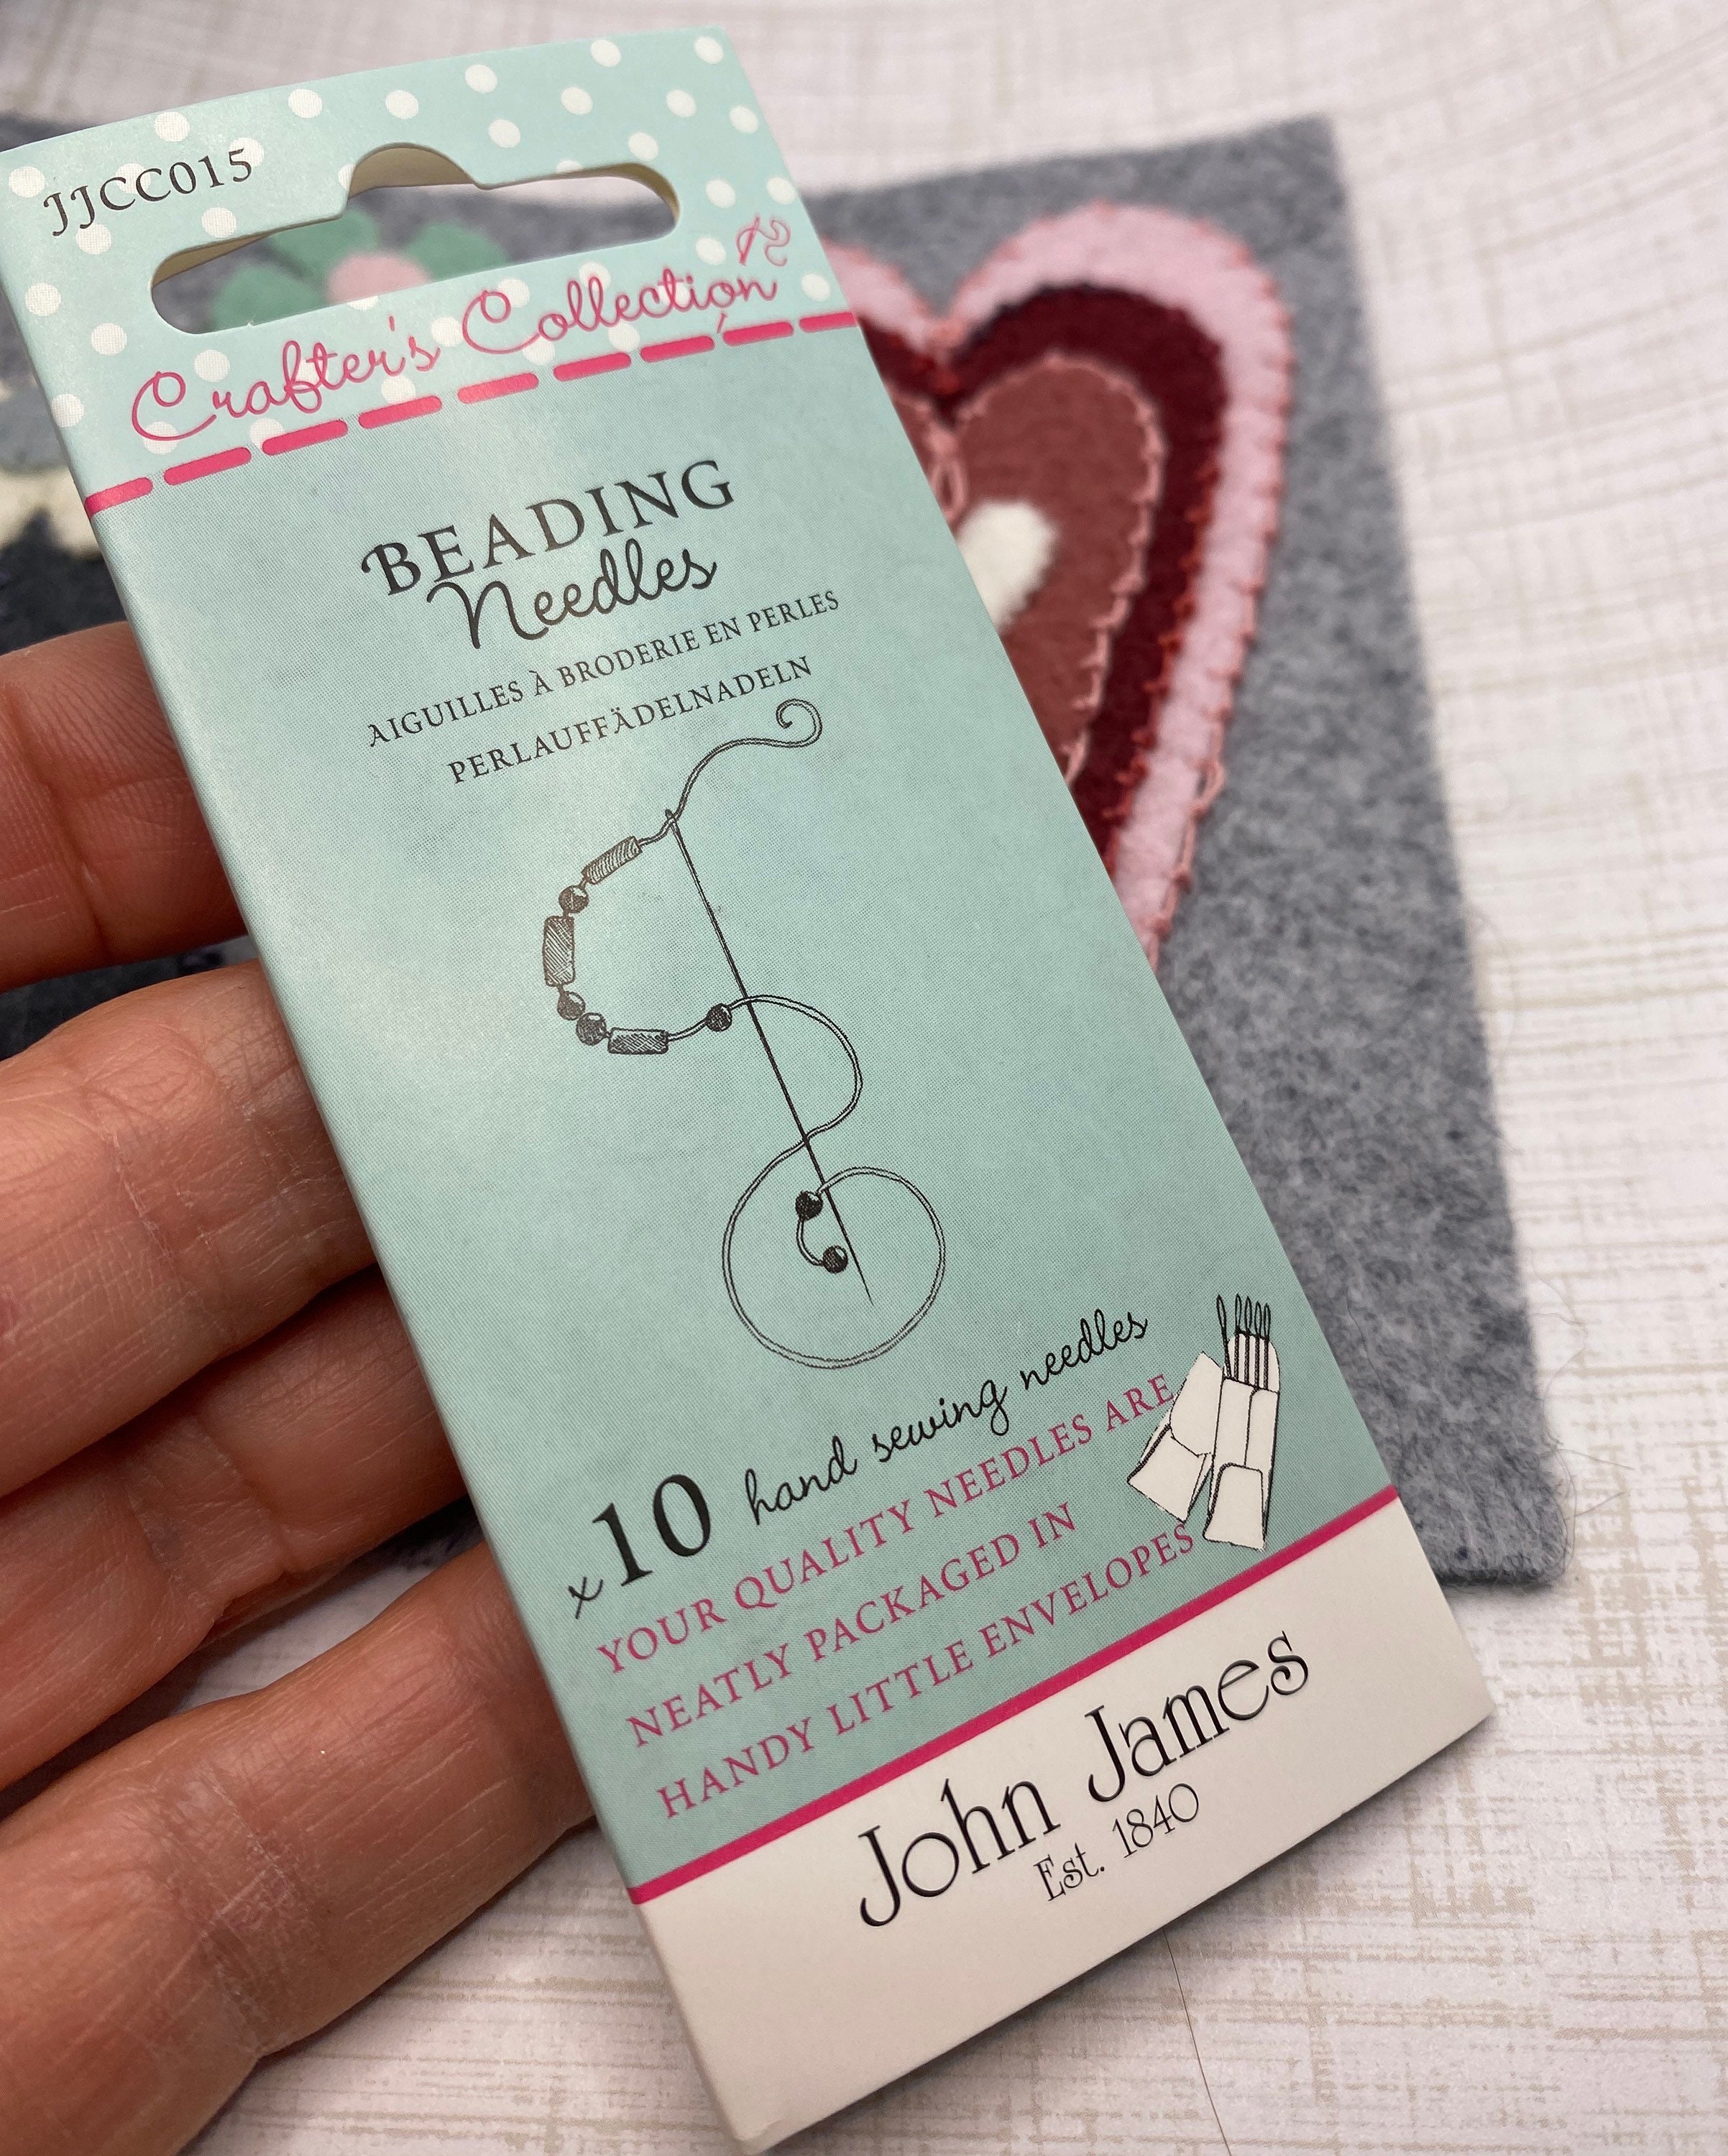 JJCC015
Crafter's Collection
BEADING
Needles
AIGUILLES À BRODERIE EN PERLES
PERLAUFFÄDELNADELN
x10 hand sewing needles
YOUR QUALITY NEEDLES ARE
NEATLY PACKAGED IN
HANDY LITTLE ENVELOPES
John James
Est. 1840